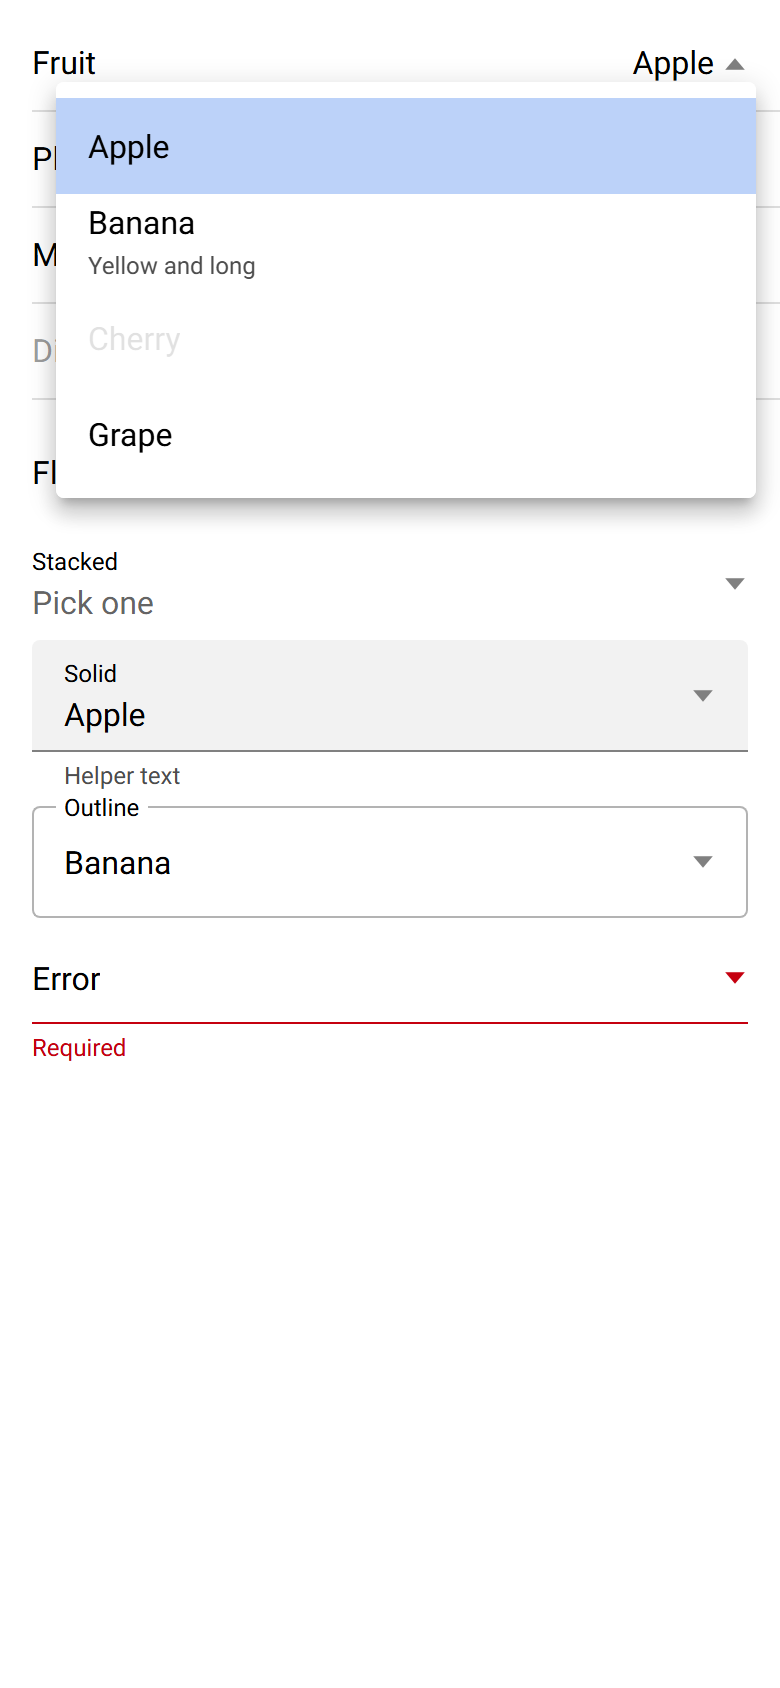 Fruit Apple
Apple
Banana
Yellow and long
Cherry
Grape
Stacked
Pick one
Solid
Apple
Helper text
Outline
Banana
Error
Required